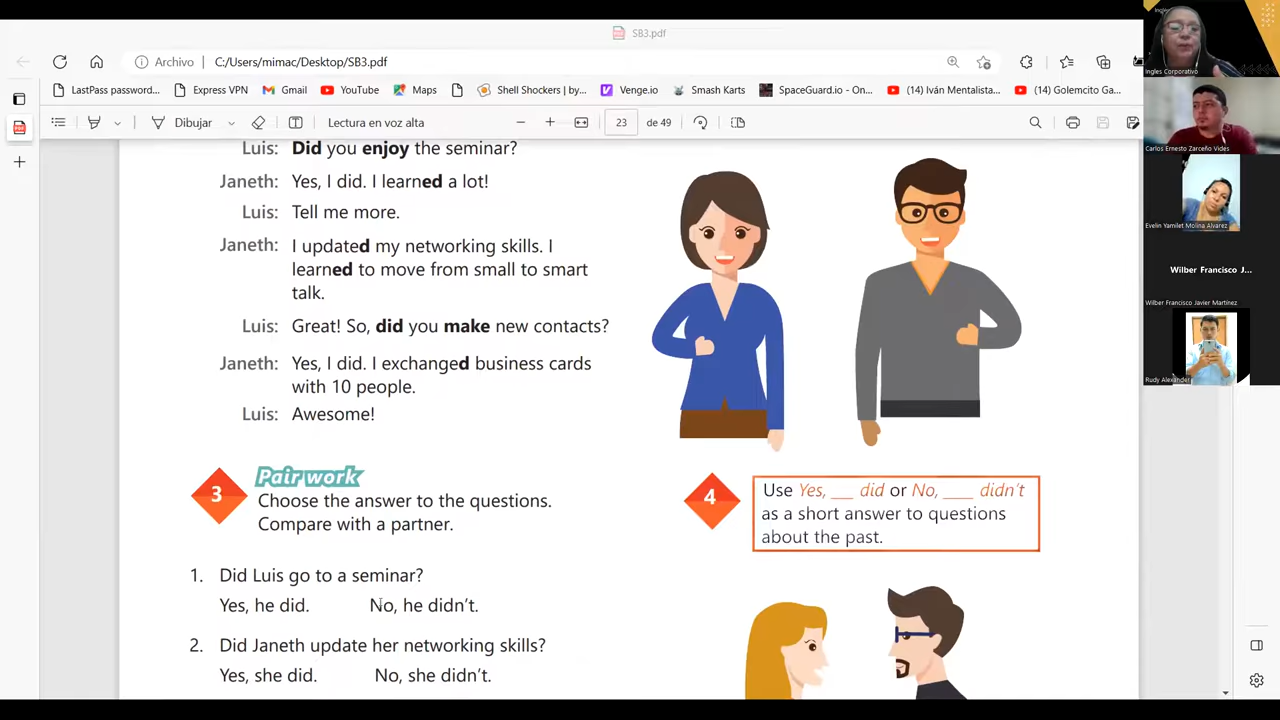 SB3.pdf
Archivo C:/Users/mimac/Desktop/SB3.pdf
LastPass password... Express VPN Gmail YouTube Maps Shell Shockers | by... Venge.io Smash Karts SpaceGuard.io - On... (14) Iván Mentalista... (14) Golemcito Ga...
Dibujar Lectura en voz alta 23 de 49
Luis: Did you enjoy the seminar?
Janeth: Yes, I did. I learned a lot!
Luis: Tell me more.
Janeth: I updated my networking skills. I
learned to move from small to smart
talk.
Luis: Great! So, did you make new contacts?
Janeth: Yes, I did. I exchanged business cards
with 10 people.
Luis: Awesome!
3 Pair work
Choose the answer to the questions.
Compare with a partner.
1. Did Luis go to a seminar?
Yes, he did. No, he didn't.
2. Did Janeth update her networking skills?
Yes, she did. No, she didn't.
4 Use Yes, ___ did or No, ____ didn't
as a short answer to questions
about the past.
Ingles Corporativo
Carlos Ernesto Zarceño Vides
Evelin Yamilet Molina Alvarez
Wilber Francisco J...
Wilber Francisco Javier Martínez
Rudy Alexander